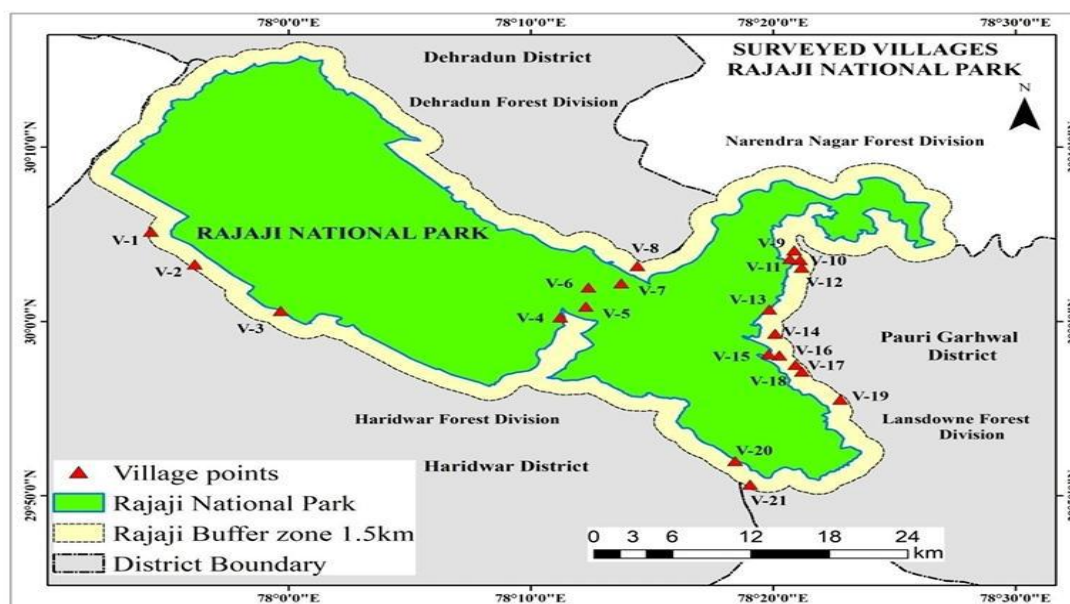 78°0'0"E 78°10'0"E 78°20'0"E 78°30'0"E
SURVEYED VILLAGES
RAJAJI NATIONAL PARK
N
Dehradun District
Dehradun Forest Division
Narendra Nagar Forest Division
30°10'0"N
RAJAJI NATIONAL PARK
V-1
V-2
V-3
V-4
V-5
V-6
V-7
V-8
V-9
V-10
V-11
V-12
V-13
V-14
V-15
V-16
V-17
V-18
V-19
V-20
V-21
30°0'0"N
Pauri Garhwal
District
Lansdowne Forest
Division
Haridwar Forest Division
Haridwar District
29°50'0"N
Village points
Rajaji National Park
Rajaji Buffer zone 1.5km
District Boundary
0 3 6 12 18 24
km
78°0'0"E 78°10'0"E 78°20'0"E 78°30'0"E